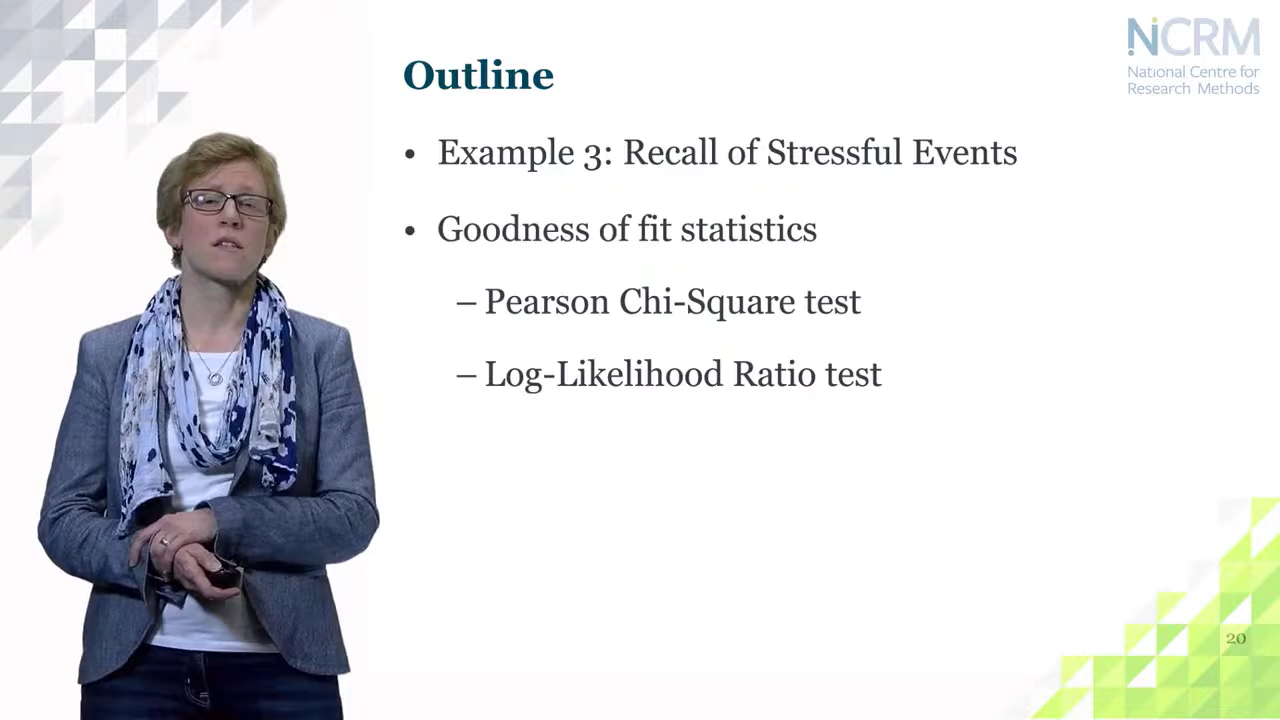 NCRM
National Centre for
Research Methods
Outline
• Example 3: Recall of Stressful Events
• Goodness of fit statistics
– Pearson Chi-Square test
– Log-Likelihood Ratio test
20